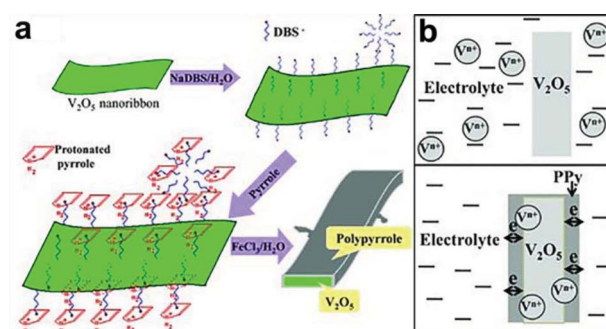 a
DBS -
NaDBS/H₂O
V₂O₅ nanoribbon
Protonated
pyrrole
Pyrrole
FeCl₃/H₂O
Polypyrrole
V₂O₅
b
Vⁿ⁺
Vⁿ⁺
V₂O₅
Vⁿ⁺
Electrolyte
Vⁿ⁺
Vⁿ⁺
Vⁿ⁺
PPy
Vⁿ⁺
e
e
Electrolyte
V₂O₅
e
e
Vⁿ⁺
Vⁿ⁺